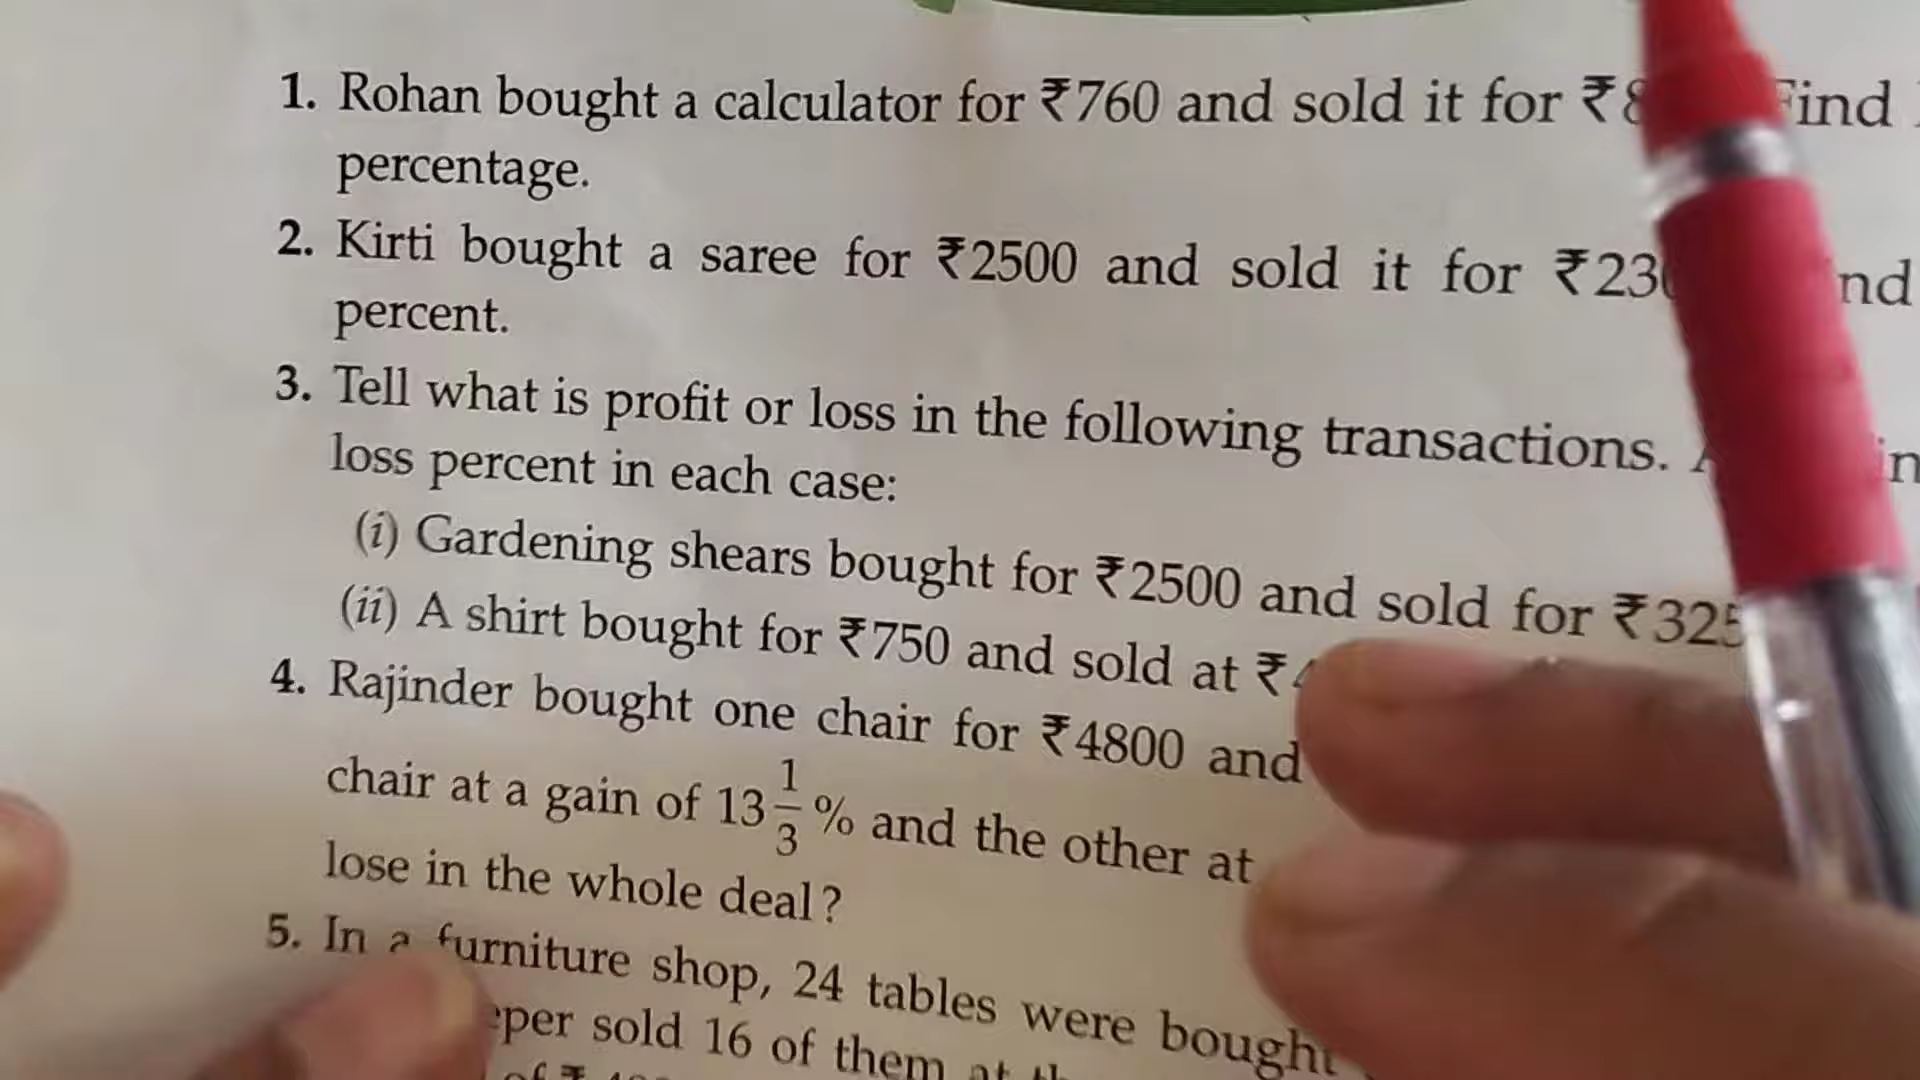 1. Rohan bought a calculator for ₹760 and sold it for ₹8 Find
percentage.
2. Kirti bought a saree for ₹2500 and sold it for ₹23
percent.
3. Tell what is profit or loss in the following transactions.
loss percent in each case:
(i) Gardening shears bought for ₹2500 and sold for ₹325
(ii) A shirt bought for ₹750 and sold at ₹
4. Rajinder bought one chair for ₹4800 and
chair at a gain of 13 1/3 % and the other at
lose in the whole deal?
5. In a furniture shop, 24 tables were bought
sold 16 of them at
of ₹